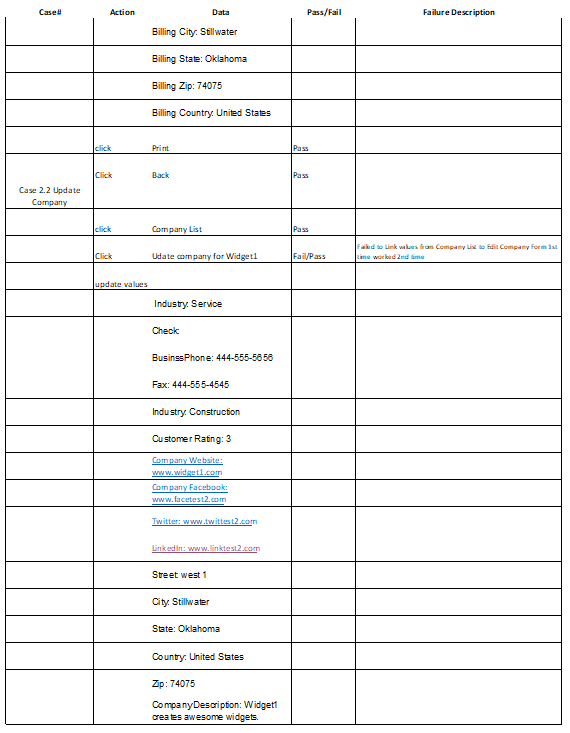 Case# Action Data Pass/Fail Failure Description
Billing City: Stillwater
Billing State: Oklahoma
Billing Zip: 74075
Billing Country: United States
click Print Pass
Click Back Pass
Case 2.2 Update
Company
click Company List Pass
Failed to Link values from Company List to Edit Company Form 1st
Click Udate company for Widget1 Fail/Pass time worked 2nd time
update values
Industry: Service
Check:
BusinssPhone: 444-555-5656
Fax: 444-555-4545
Industry: Construction
Customer Rating: 3
Company Website:
www.widget1.com
Company Facebook:
www.facetest2.com
Twitter: www.twittest2.com
LinkedIn: www.linktest2.com
Street: west 1
City: Stillwater
State: Oklahoma
Country: United States
Zip: 74075
CompanyDescription: Widget1
creates awesome widgets.